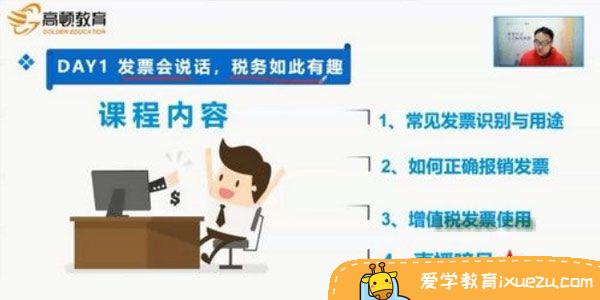 高顿教育
GOLDEN EDUCATION
DAY1 发票会说话，税务如此有趣
课程内容
1、常见发票识别与用途
2、如何正确报销发票
3、增值税发票使用
$
爱学教育ixuezu.com